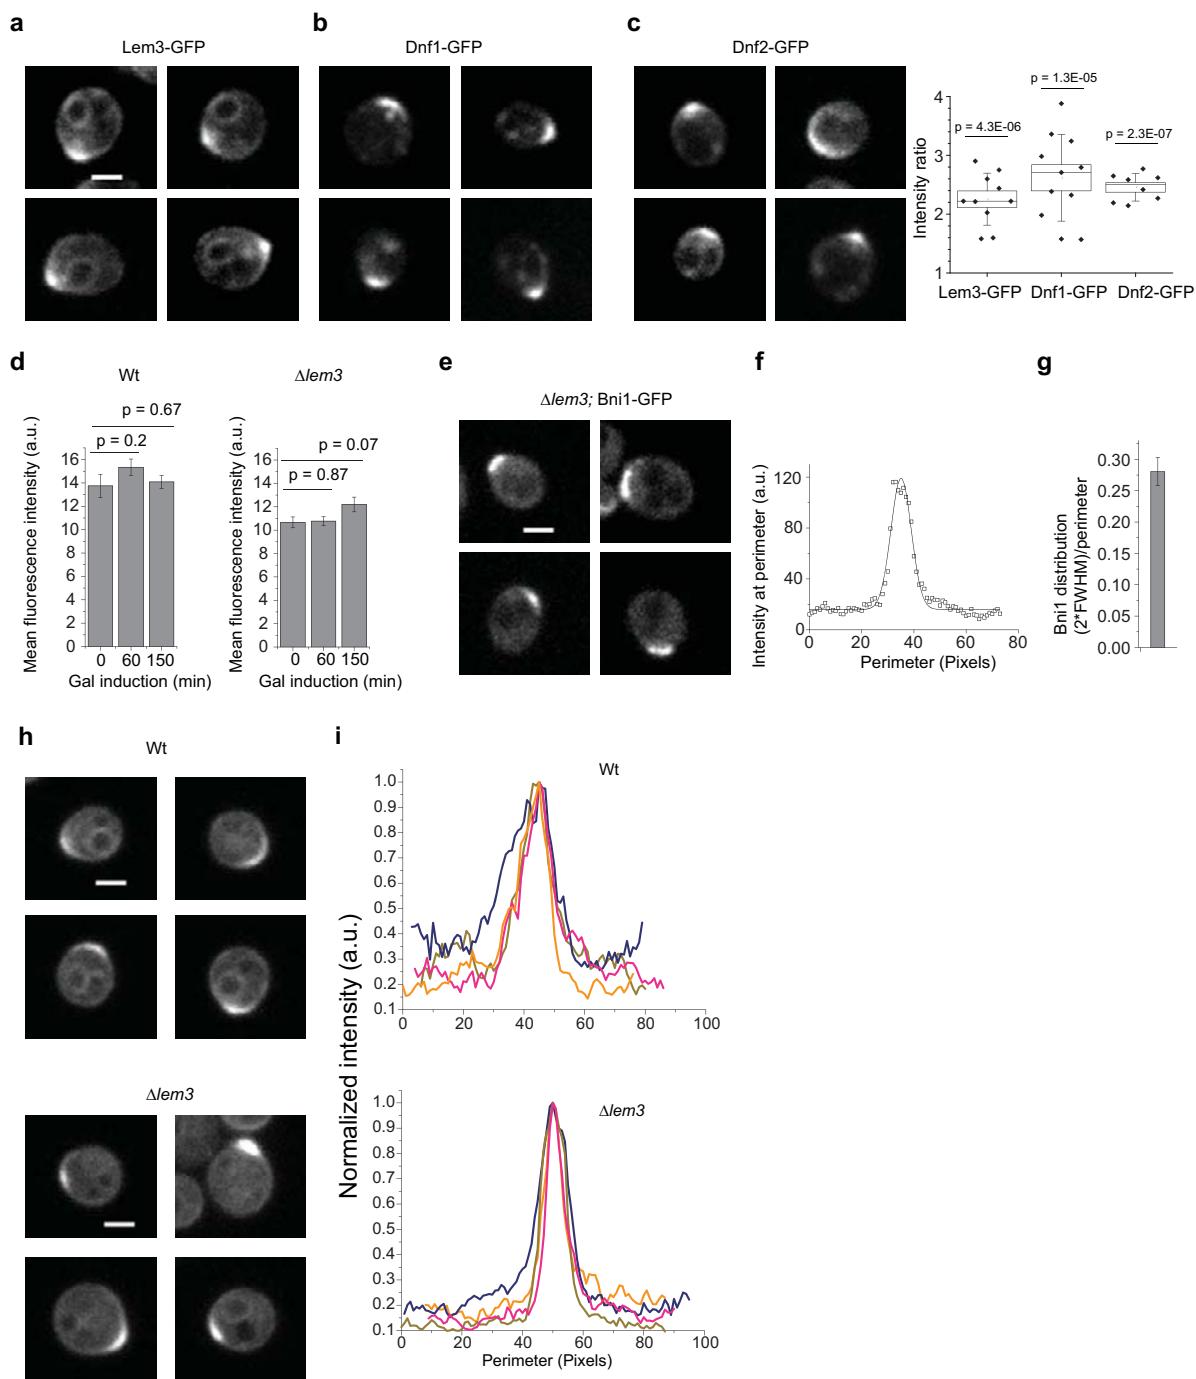 a
b
c
Lem3-GFP
Dnf1-GFP
Dnf2-GFP
p = 4.3E-06
p = 1.3E-05
p = 2.3E-07
Intensity ratio
4
3
2
1
Lem3-GFP
Dnf1-GFP
Dnf2-GFP
d
Wt
Mean fluorescence intensity (a.u.)
p = 0.67
p = 0.2
16
14
12
10
8
6
4
2
0
0 60 150
Gal induction (min)
Δlem3
Mean fluorescence intensity (a.u.)
p = 0.07
p = 0.87
16
14
12
10
8
6
4
2
0
0 60 150
Gal induction (min)
e
Δlem3; Bni1-GFP
f
Intensity at perimeter (a.u.)
120
80
40
0
0 20 40 60 80
Perimeter (Pixels)
g
Bni1 distribution
(2*FWHM)/perimeter
0.30
0.25
0.20
0.15
0.10
0.05
0.00
h
Wt
Δlem3
i
Normalized intensity (a.u.)
Wt
1.0
0.9
0.8
0.7
0.6
0.5
0.4
0.3
0.2
0.1
0 20 40 60 80 100
Δlem3
1.0
0.9
0.8
0.7
0.6
0.5
0.4
0.3
0.2
0.1
0 20 40 60 80 100
Perimeter (Pixels)